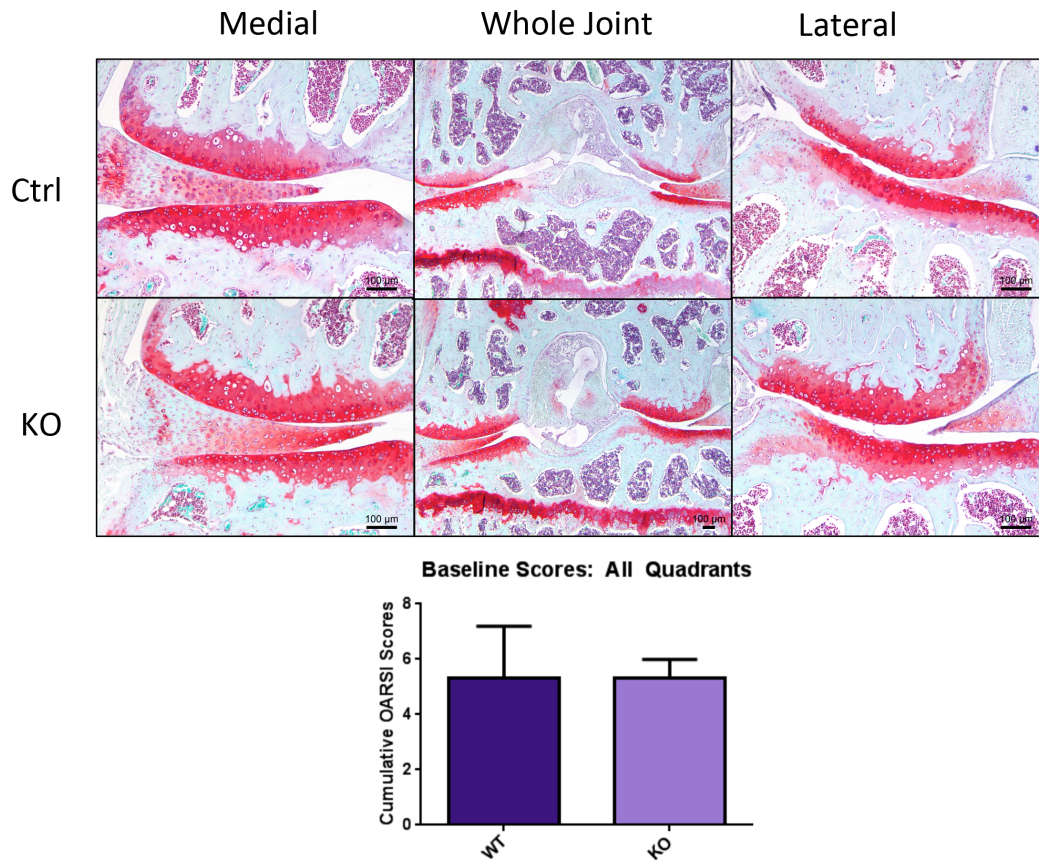 Medial Whole Joint Lateral
Ctrl
100 µm
100 µm
KO
100 µm
100 µm
100 µm
Baseline Scores: All Quadrants
Cumulative OARSI Scores
8
6
4
2
0
WT KO